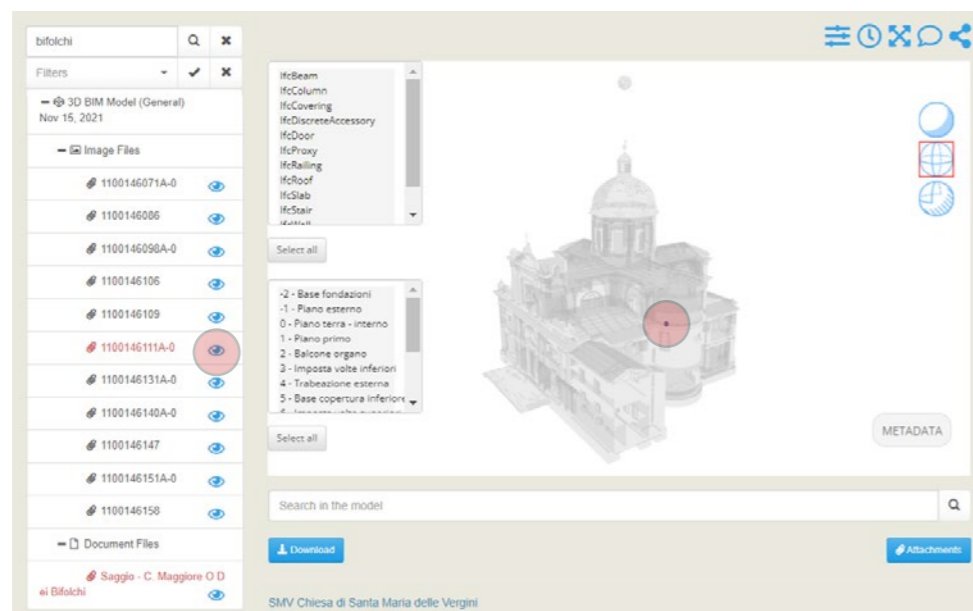 bifolchi
Filters
3D BIM Model (General)
Nov 15, 2021
Image Files
1100146071A-0
1100146086
1100146098A-0
1100146106
1100146109
1100146111A-0
1100146131A-0
1100146140A-0
1100146147
1100146151A-0
1100146158
Document Files
Saggio - C. Maggiore O D
ei Bifolchi
IfcBeam
IfcColumn
IfcCovering
IfcDiscreteAccessory
IfcDoor
IfcProxy
IfcRailing
IfcRoof
IfcSlab
IfcStair
Select all
-2 - Base fondazioni
-1 - Piano esterno
0 - Piano terra - interno
1 - Piano primo
2 - Balcone organo
3 - Imposta volte inferiori
4 - Trabeazione esterna
5 - Base copertura inferiore
Select all
METADATA
Search in the model
Download
Attachments
SMV Chiesa di Santa Maria delle Vergini